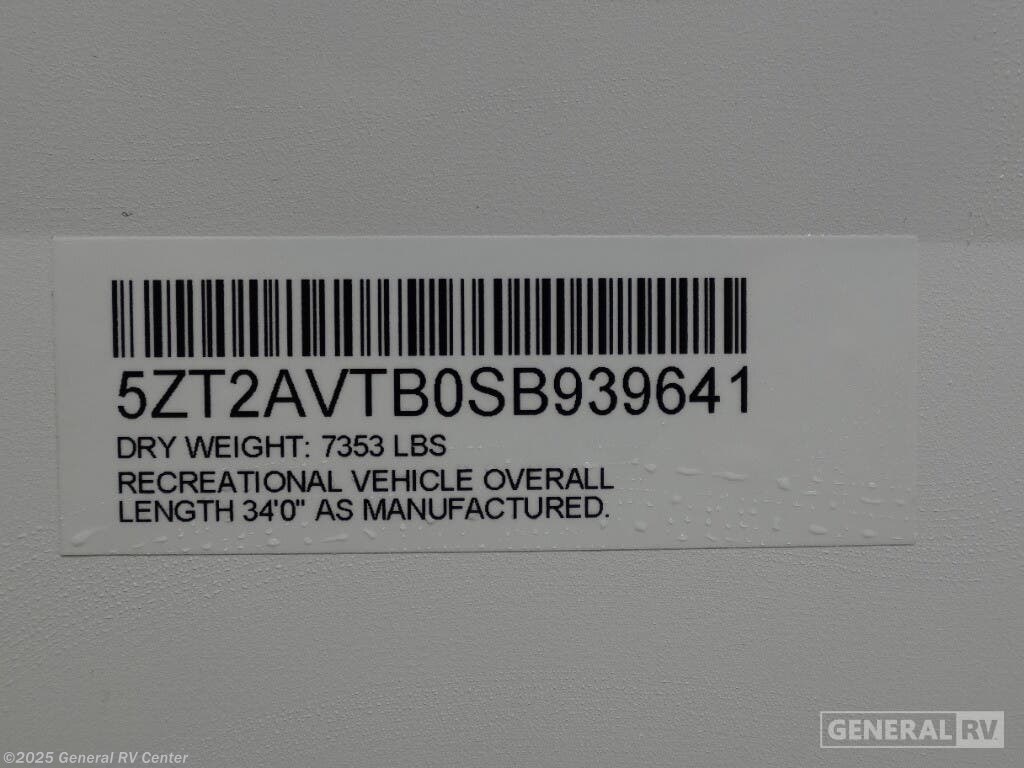 5ZT2AVTB0SB939641
DRY WEIGHT: 7353 LBS
RECREATIONAL VEHICLE OVERALL
LENGTH 34'0" AS MANUFACTURED.
GENERAL RV
©2025 General RV Center